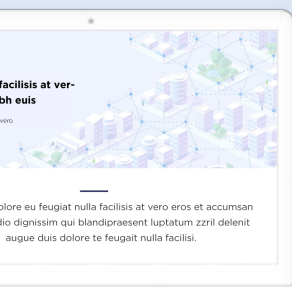 facilisis at ver-
bh euis
vero
olore eu feugiat nulla facilisis at vero eros et accumsan
dio dignissim qui blandipraesent luptatum zzril delenit
augue duis dolore te feugait nulla facilisi.